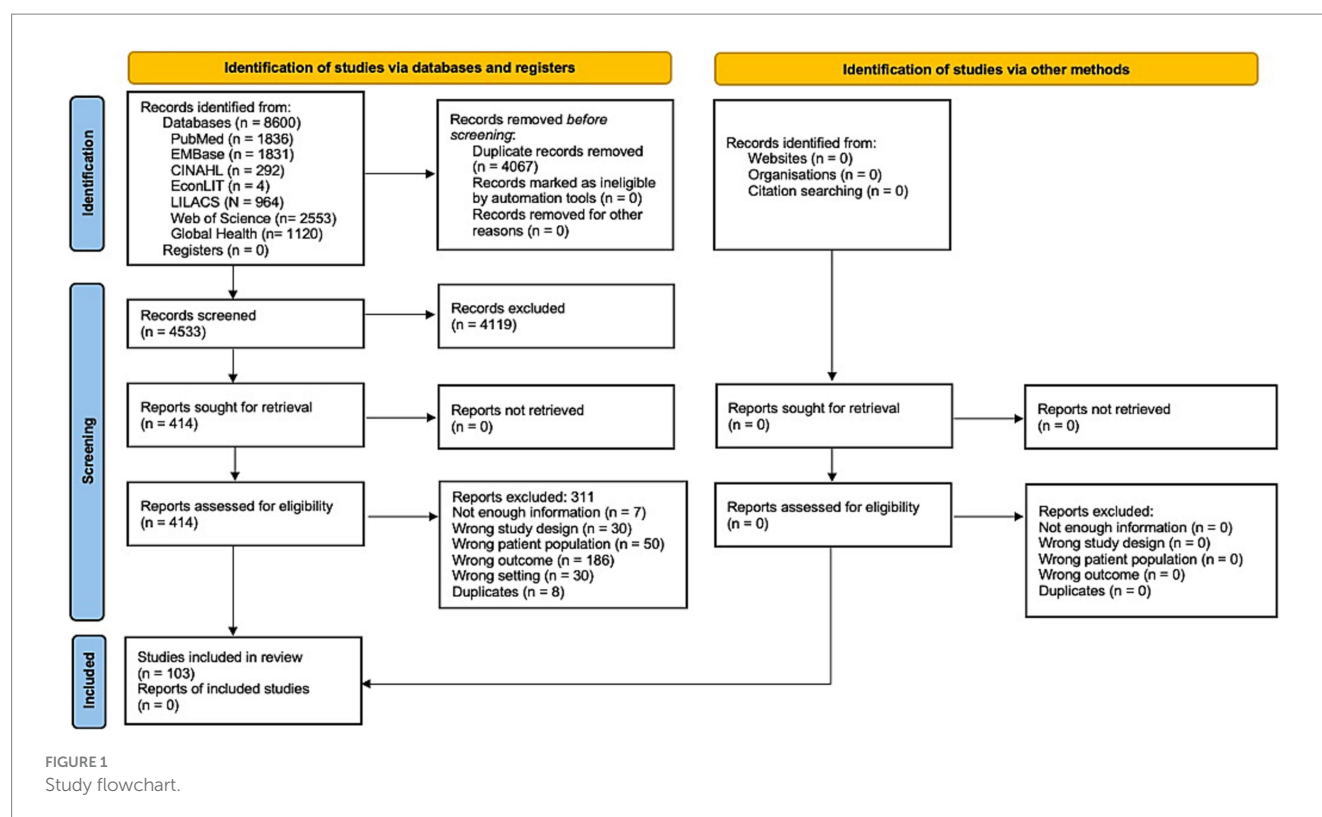 Identification of studies via databases and registers
Identification of studies via other methods
Identification
Records identified from:
Databases (n = 8600)
PubMed (n = 1836)
EMBase (n = 1831)
CINAHL (n = 292)
EconLIT (n = 4)
LILACS (N = 964)
Web of Science (n= 2553)
Global Health (n= 1120)
Registers (n = 0)
Records removed before
screening:
Duplicate records removed
(n = 4067)
Records marked as ineligible
by automation tools (n = 0)
Records removed for other
reasons (n = 0)
Records identified from:
Websites (n = 0)
Organisations (n = 0)
Citation searching (n = 0)
Screening
Records screened
(n = 4533)
Records excluded
(n = 4119)
Reports sought for retrieval
(n = 414)
Reports not retrieved
(n = 0)
Reports sought for retrieval
(n = 0)
Reports not retrieved
(n = 0)
Reports assessed for eligibility
(n = 414)
Reports excluded: 311
Not enough information (n = 7)
Wrong study design (n = 30)
Wrong patient population (n = 50)
Wrong outcome (n = 186)
Wrong setting (n = 30)
Duplicates (n = 8)
Reports assessed for eligibility
(n = 0)
Reports excluded:
Not enough information (n = 0)
Wrong study design (n = 0)
Wrong patient population (n = 0)
Wrong outcome (n = 0)
Duplicates (n = 0)
Included
Studies included in review
(n = 103)
Reports of included studies
(n = 0)
FIGURE 1
Study flowchart.